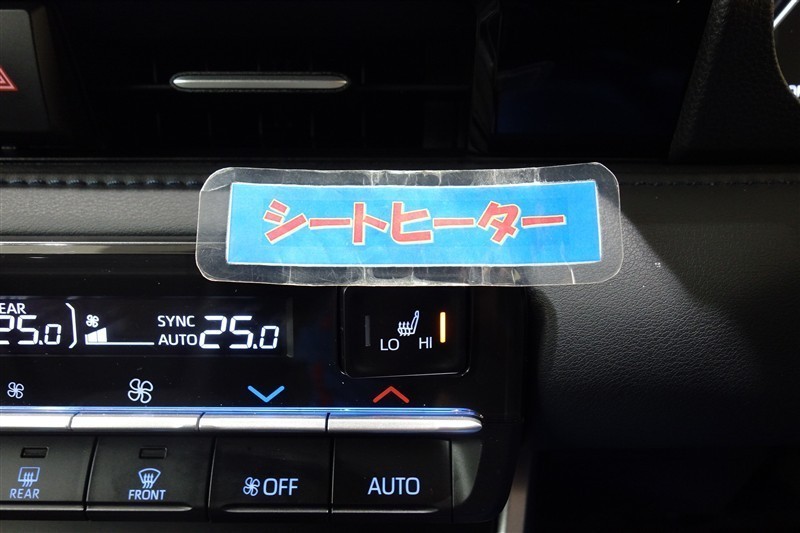 シートヒーター
REAR
25.0
SYNC
AUTO 25.0
LO HI
REAR
FRONT
OFF
AUTO